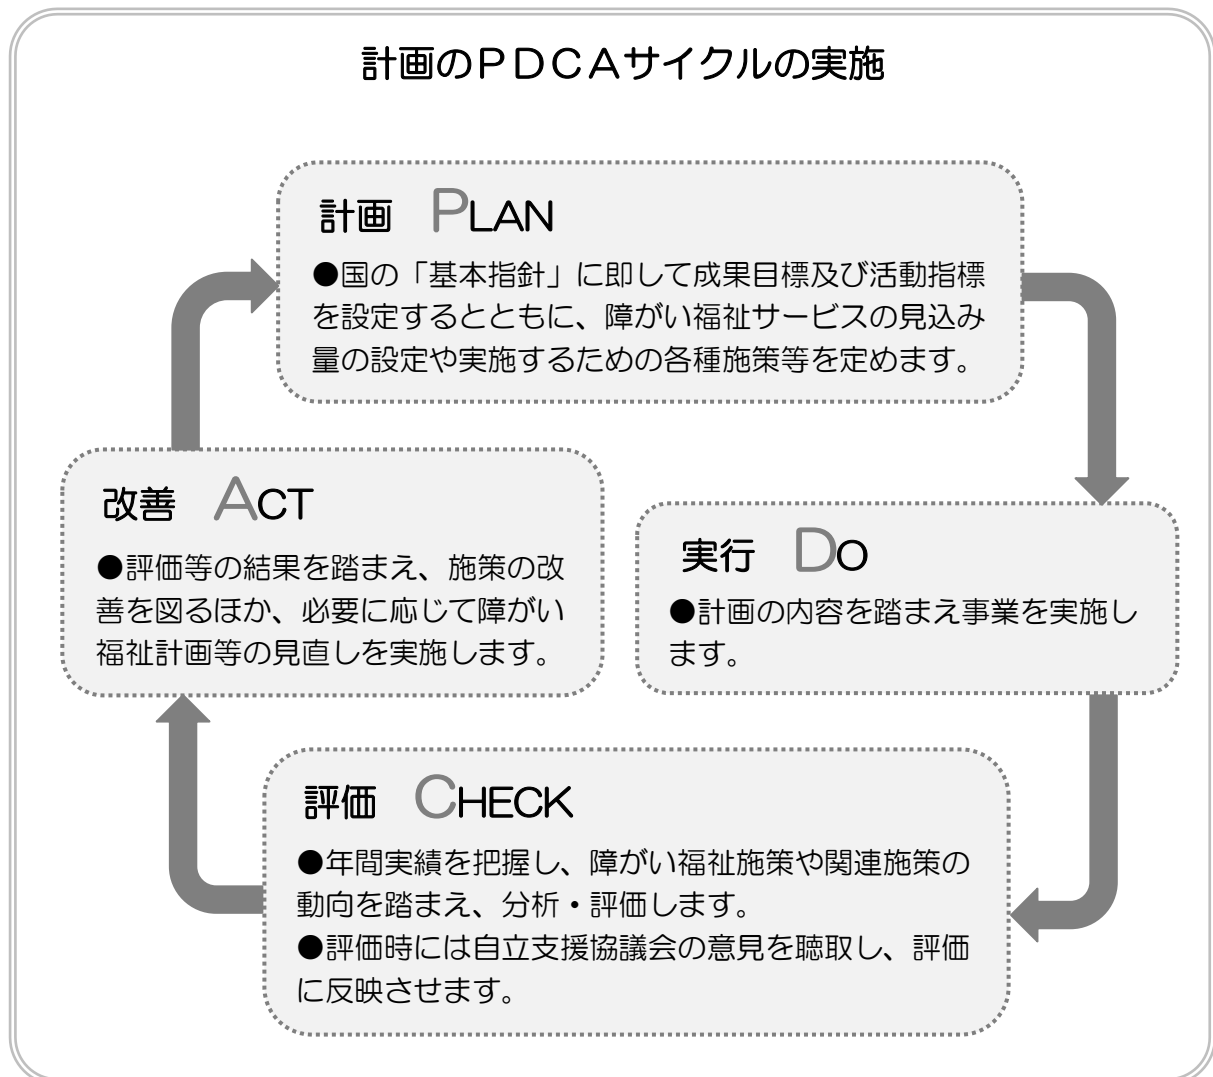 計画のPDCAサイクルの実施
計画 PLAN
●国の「基本指針」に即して成果目標及び活動指標
を設定するとともに、障がい福祉サービスの見込み
量の設定や実施するための各種施策等を定めます。
実行 DO
●計画の内容を踏まえ事業を実施し
ます。
評価 CHECK
●年間実績を把握し、障がい福祉施策や関連施策の
動向を踏まえ、分析・評価します。
●評価時には自立支援協議会の意見を聴取し、評価
に反映させます。
改善 ACT
●評価等の結果を踏まえ、施策の改
善を図るほか、必要に応じて障がい
福祉計画等の見直しを実施します。